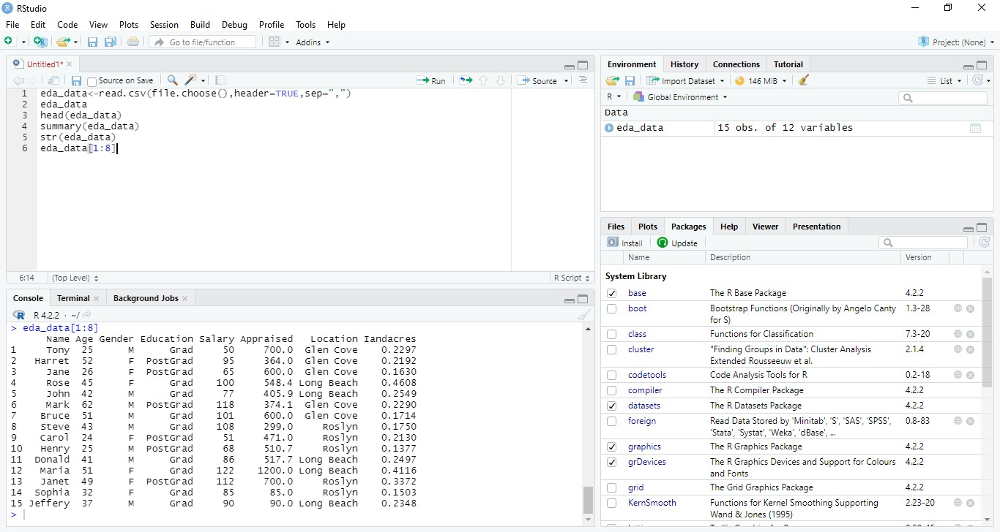 RStudio
File Edit Code View Plots Session Build Debug Profile Tools Help
Go to file/function Addins Project: (None)
Untitled1*
Source on Save Run Source
1 eda_data<-read.csv(file.choose(),header=TRUE,sep=",")
2 eda_data
3 head(eda_data)
4 summary(eda_data)
5 str(eda_data)
6 eda_data[1:8]
6:14 (Top Level) R Script
Console Terminal Background Jobs
R 4.2.2 · ~/
> eda_data[1:8]
Name Age Gender Education Salary Appraised Location Iandacres
1 Tony 25 M Grad 50 700.0 Glen Cove 0.2297
2 Harret 52 F PostGrad 95 364.0 Glen Cove 0.2192
3 Jane 26 F PostGrad 65 600.0 Glen Cove 0.1630
4 Rose 45 F Grad 100 548.4 Long Beach 0.4608
5 John 42 M Grad 77 405.9 Long Beach 0.2549
6 Mark 62 M PostGrad 118 374.1 Glen Cove 0.2290
7 Bruce 51 M Grad 101 600.0 Glen Cove 0.1714
8 Steve 43 M Grad 108 299.0 Roslyn 0.1750
9 Carol 24 F PostGrad 51 471.0 Roslyn 0.2130
10 Henry 25 M PostGrad 68 510.7 Roslyn 0.1377
11 Donald 41 M Grad 86 517.7 Long Beach 0.2497
12 Maria 51 F Grad 122 1200.0 Long Beach 0.4116
13 Janet 49 F PostGrad 112 700.0 Roslyn 0.3372
14 Sophia 32 F Grad 85 85.0 Roslyn 0.1503
15 Jeffery 37 M Grad 90 90.0 Long Beach 0.2348
>
Environment History Connections Tutorial
Import Dataset 146 MiB List
R Global Environment
Data
eda_data 15 obs. of 12 variables
Files Plots Packages Help Viewer Presentation
Install Update
Name Description Version
System Library
base The R Base Package 4.2.2
boot Bootstrap Functions (Originally by Angelo Canty 1.3-28
for S)
class Functions for Classification 7.3-20
cluster "Finding Groups in Data": Cluster Analysis 2.1.4
Extended Rousseeuw et al.
codetools Code Analysis Tools for R 0.2-18
compiler The R Compiler Package 4.2.2
datasets The R Datasets Package 4.2.2
foreign Read Data Stored by 'Minitab', 'S', 'SAS', 'SPSS', 0.8-83
'Stata', 'Systat', 'Weka', 'dBase', ...
graphics The R Graphics Package 4.2.2
grDevices The R Graphics Devices and Support for Colours 4.2.2
and Fonts
grid The Grid Graphics Package 4.2.2
KernSmooth Functions for Kernel Smoothing Supporting 2.23-20
Wand & Jones (1995)